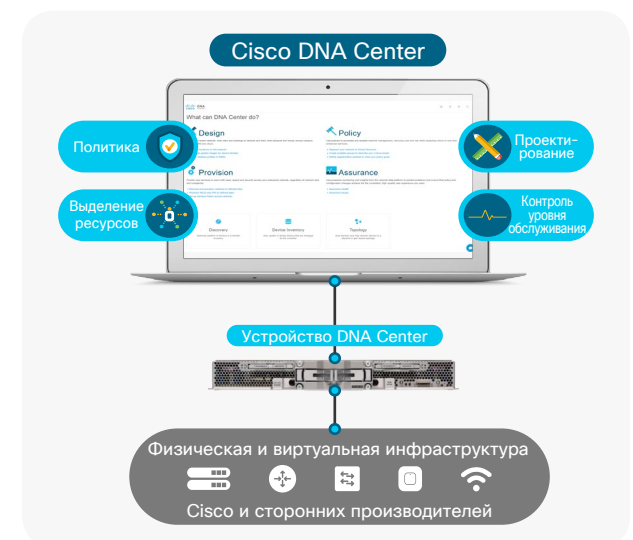 Cisco DNA Center
What can DNA Center do?
Design
Policy
Политика
Проекти-
рование
Provision
Assurance
Выделение
ресурсов
Контроль
уровня
обслуживания
Discovery
Device Inventory
Topology
Устройство DNA Center
Физическая и виртуальная инфраструктура
Cisco и сторонних производителей